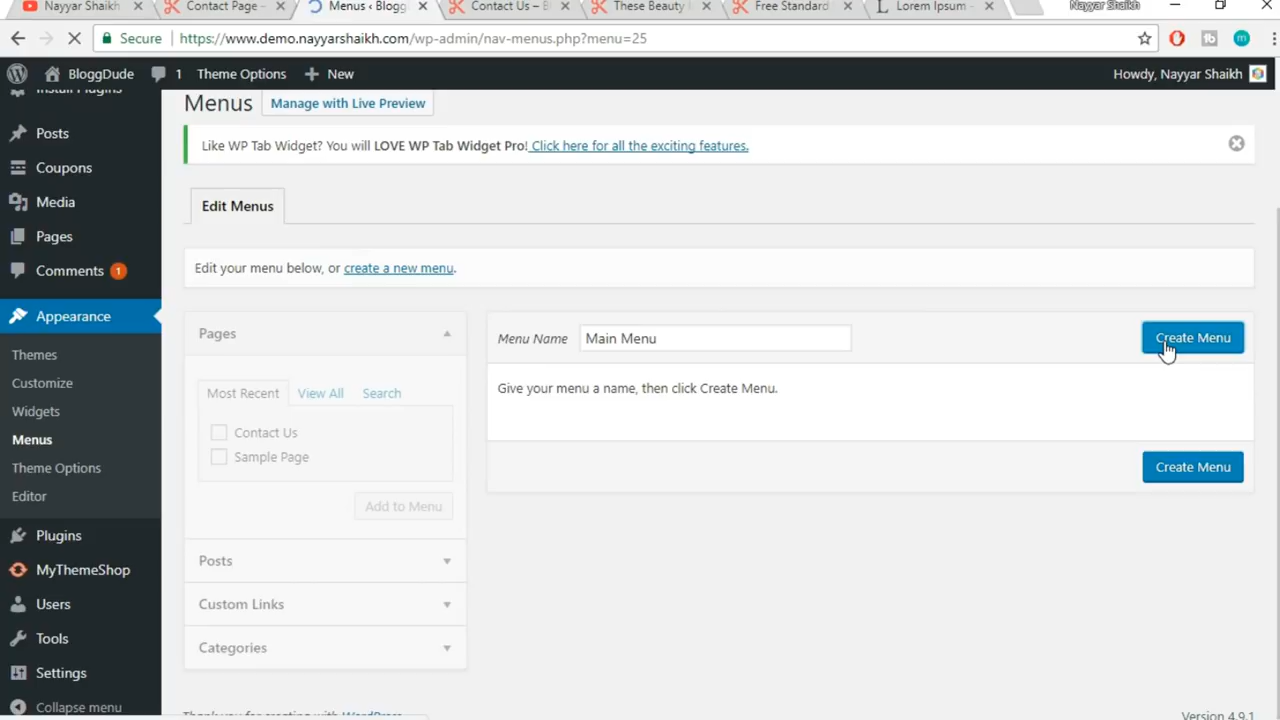 Nayyar Shaikh
Contact Page –
Menus ‹ Blogg
Contact Us –
These Beauty
Free Standard
Lorem Ipsum -
Nayyar Shaikh
Secure
https://www.demo.nayyarshaikh.com/wp-admin/nav-menus.php?menu=25
BloggDude
1
Theme Options
New
Howdy, Nayyar Shaikh
Install Plugins
Posts
Coupons
Media
Pages
Comments 1
Appearance
Themes
Customize
Widgets
Menus
Theme Options
Editor
Plugins
MyThemeShop
Users
Tools
Settings
Collapse menu
Menus
Manage with Live Preview
Like WP Tab Widget? You will LOVE WP Tab Widget Pro! Click here for all the exciting features.
Edit Menus
Edit your menu below, or create a new menu.
Pages
Most Recent
View All
Search
Contact Us
Sample Page
Add to Menu
Posts
Custom Links
Categories
Menu Name
Main Menu
Create Menu
Give your menu a name, then click Create Menu.
Create Menu
Thank you for creating with WordPress
Version 4.9.1